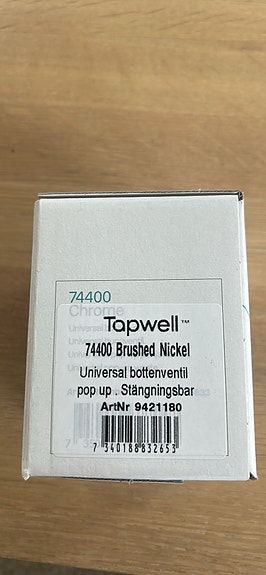 74400
Chrome
Tapwell™
74400 Brushed Nickel
Universal bottenventil
pop up . Stängningsbar
ArtNr 9421180
7 340188 832653